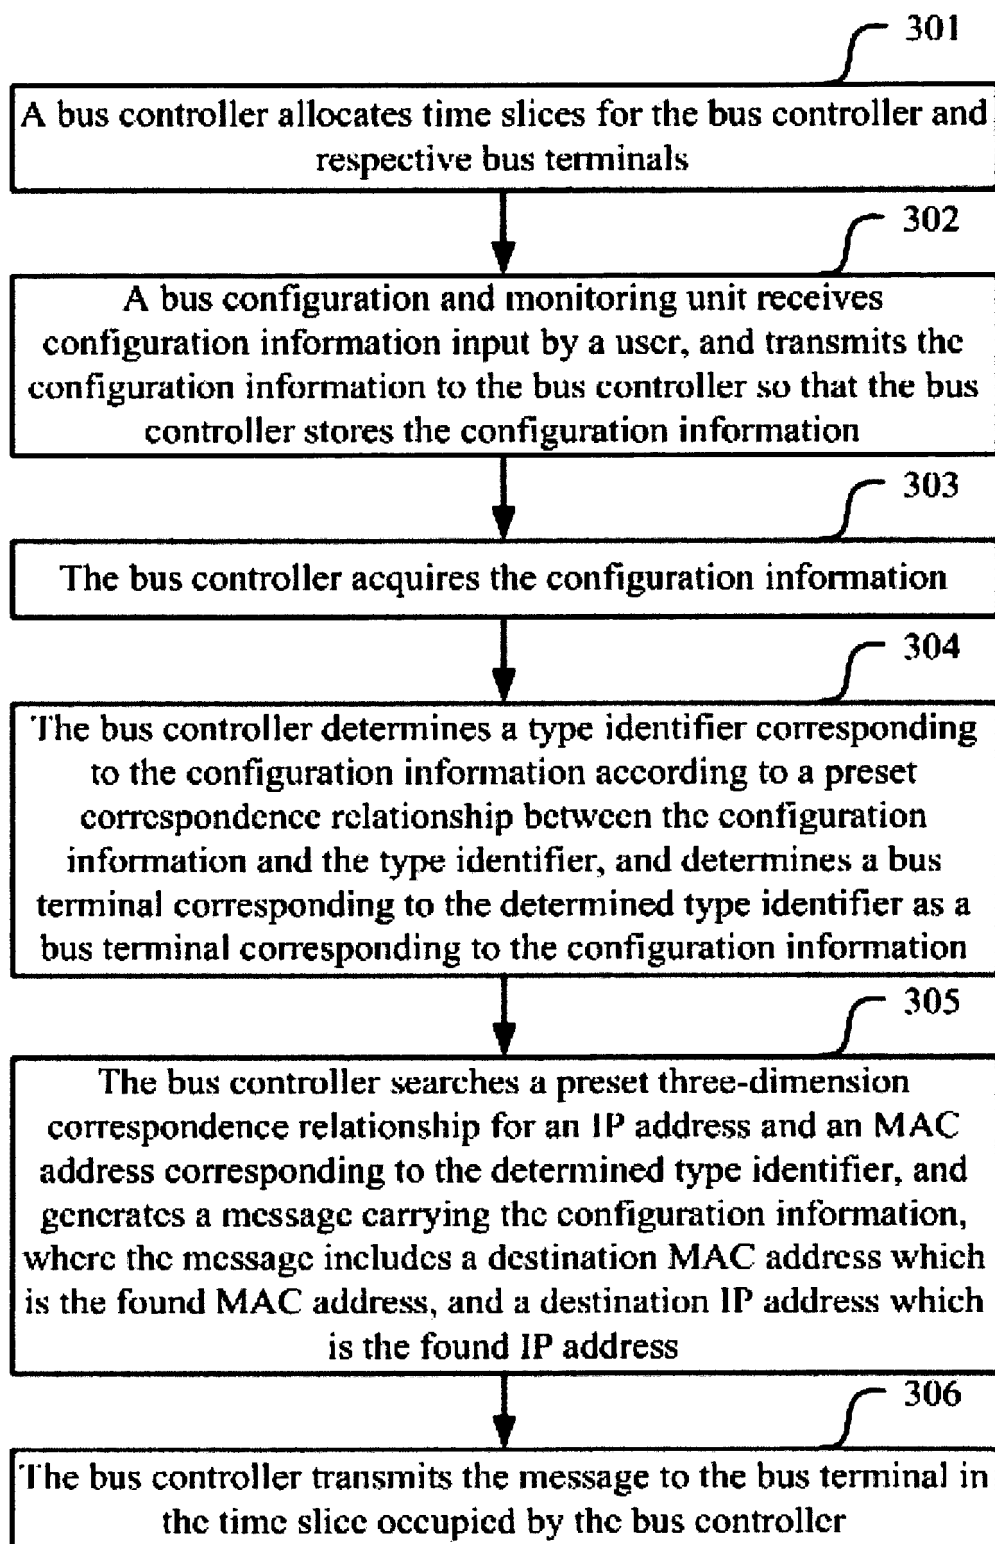 301
A bus controller allocates time slices for the bus controller and
respective bus terminals
302
A bus configuration and monitoring unit receives
configuration information input by a user, and transmits the
configuration information to the bus controller so that the bus
controller stores the configuration information
303
The bus controller acquires the configuration information
304
The bus controller determines a type identifier corresponding
to the configuration information according to a preset
correspondence relationship between the configuration
information and the type identifier, and determines a bus
terminal corresponding to the determined type identifier as a
bus terminal corresponding to the configuration information
305
The bus controller searches a preset three-dimension
correspondence relationship for an IP address and an MAC
address corresponding to the determined type identifier, and
generates a message carrying the configuration information,
where the message includes a destination MAC address which
is the found MAC address, and a destination IP address which
is the found IP address
306
The bus controller transmits the message to the bus terminal in
the time slice occupied by the bus controller